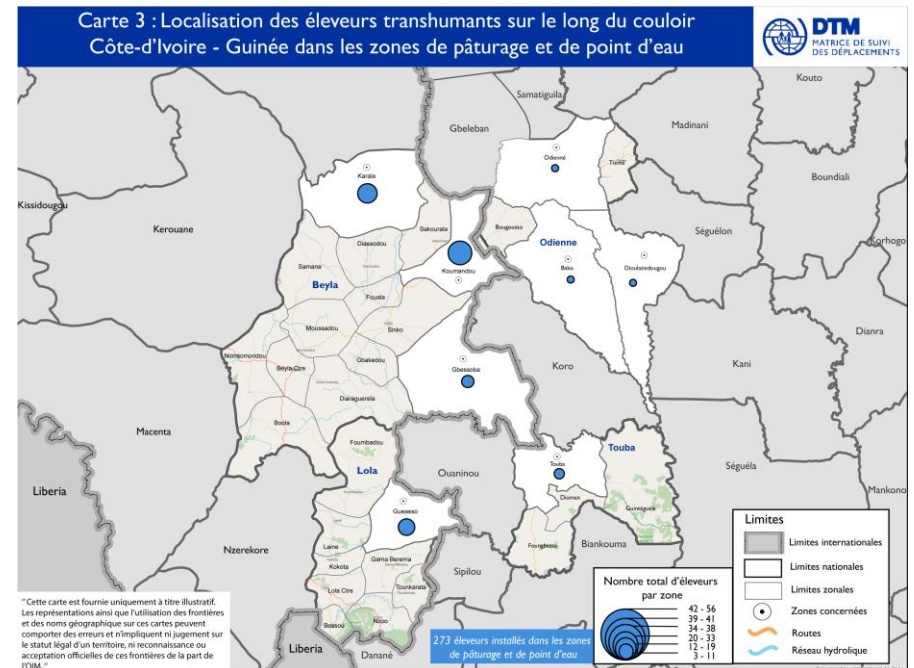 Carte 3 : Localisation des éleveurs transhumants sur le long du couloir
Côte-d'Ivoire - Guinée dans les zones de pâturage et de point d'eau
DTM
MATRICE DE SUIVI
DES DÉPLACEMENTS
Kouto
Samatiguila
Gbeleban
Madinani
Odienné
Tiémé
Karala
Boundiali
Kissidougou
Kerouane
Sakourala
Bougousso
Séguélon
Korhogo
Diassodou
Odienne
Samana
Koumandou
Bako
Dioulatiedougou
Beyla
Fouala
Moussadou
Sinko
Dianra
Nionsomoridou
Gbessoba
Koro
Kani
Beyla Ctre
Gbakedou
Diaraguerela
Boola
Macenta
Foumbadou
Touba
Lola
Ouaninou
Touba
Séguéla
Liberia
Mankono
Gueasso
Dioman
Guinteguela
Nzerekore
Laine
Foungbesso
Biankouma
Gama Berema
Kokota
Sipilou
Tounkarata
Lola Ctre
Bossou
Nzoo
Liberia
Danané
Limites
Limites internationales
Limites nationales
Limites zonales
Zones concernées
Routes
Réseau hydrolique
Nombre total d'éleveurs
par zone
42 - 56
39 - 41
34 - 38
20 - 33
12 - 19
3 - 11
273 éleveurs installés dans les zones
de pâturage et de point d'eau
"Cette carte est fournie uniquement à titre illustratif.
Les représentations ainsi que l'utilisation des frontières
et des noms géographique sur ces cartes peuvent
comporter des erreurs et n'impliquent ni jugement sur
le statut légal d'un territoire, ni reconnaissance ou
acceptation officielles de ces frontières de la part de
l'OIM. "